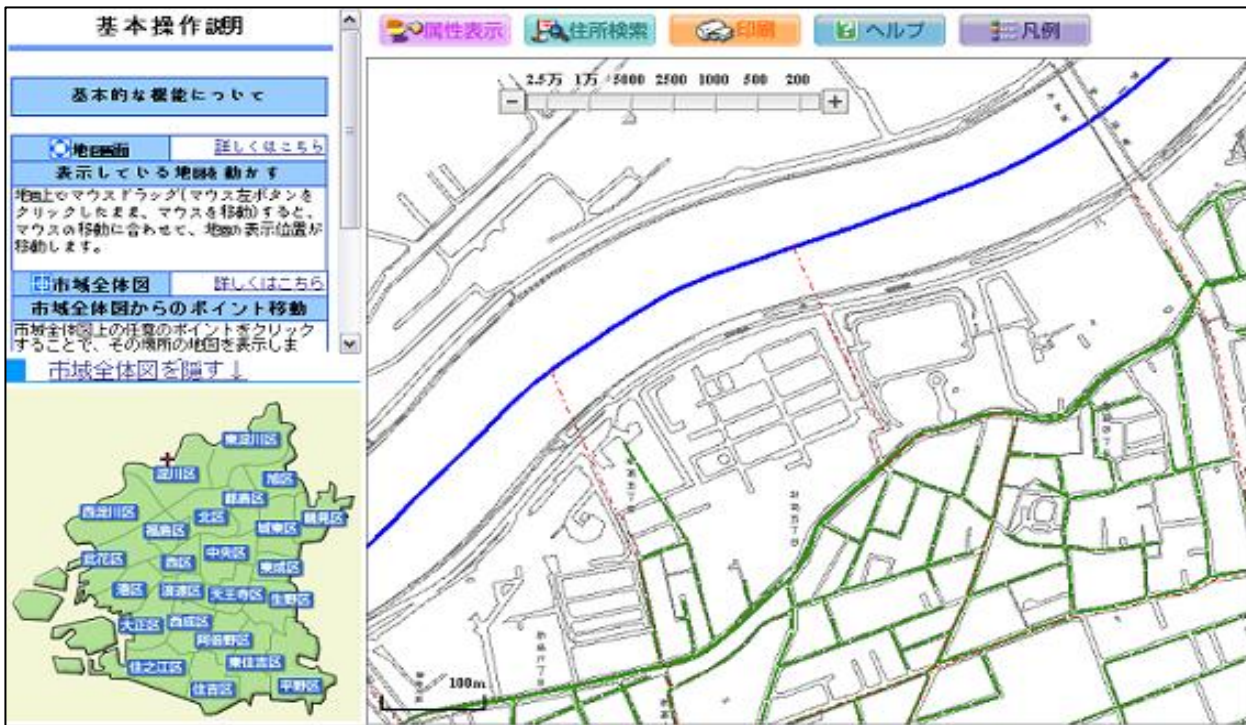 基本操作説明
基本的な機能について
地図画面
詳しくはこちら
表示している地図を動かす
地図上でマウスドラッグ(マウス左ボタンを
クリックしたまま、マウスを移動)すると、
マウスの移動に合わせて、地図の表示位置が
移動します。
市域全体図
詳しくはこちら
市域全体図からのポイント移動
市域全体図上の任意のポイントをクリック
することで、その場所の地図を表示しま
市域全体図を隠す↓
東淀川区
淀川区
旭区
都島区
西淀川区
北区
鶴見区
福島区
城東区
此花区
西区
中央区
東成区
港区
浪速区
天王寺区
生野区
大正区
西成区
阿倍野区
住之江区
東住吉区
住吉区
平野区
属性表示
住所検索
印刷
ヘルプ
凡例
2.5万 1万 5000 2500 1000 500 200
100m